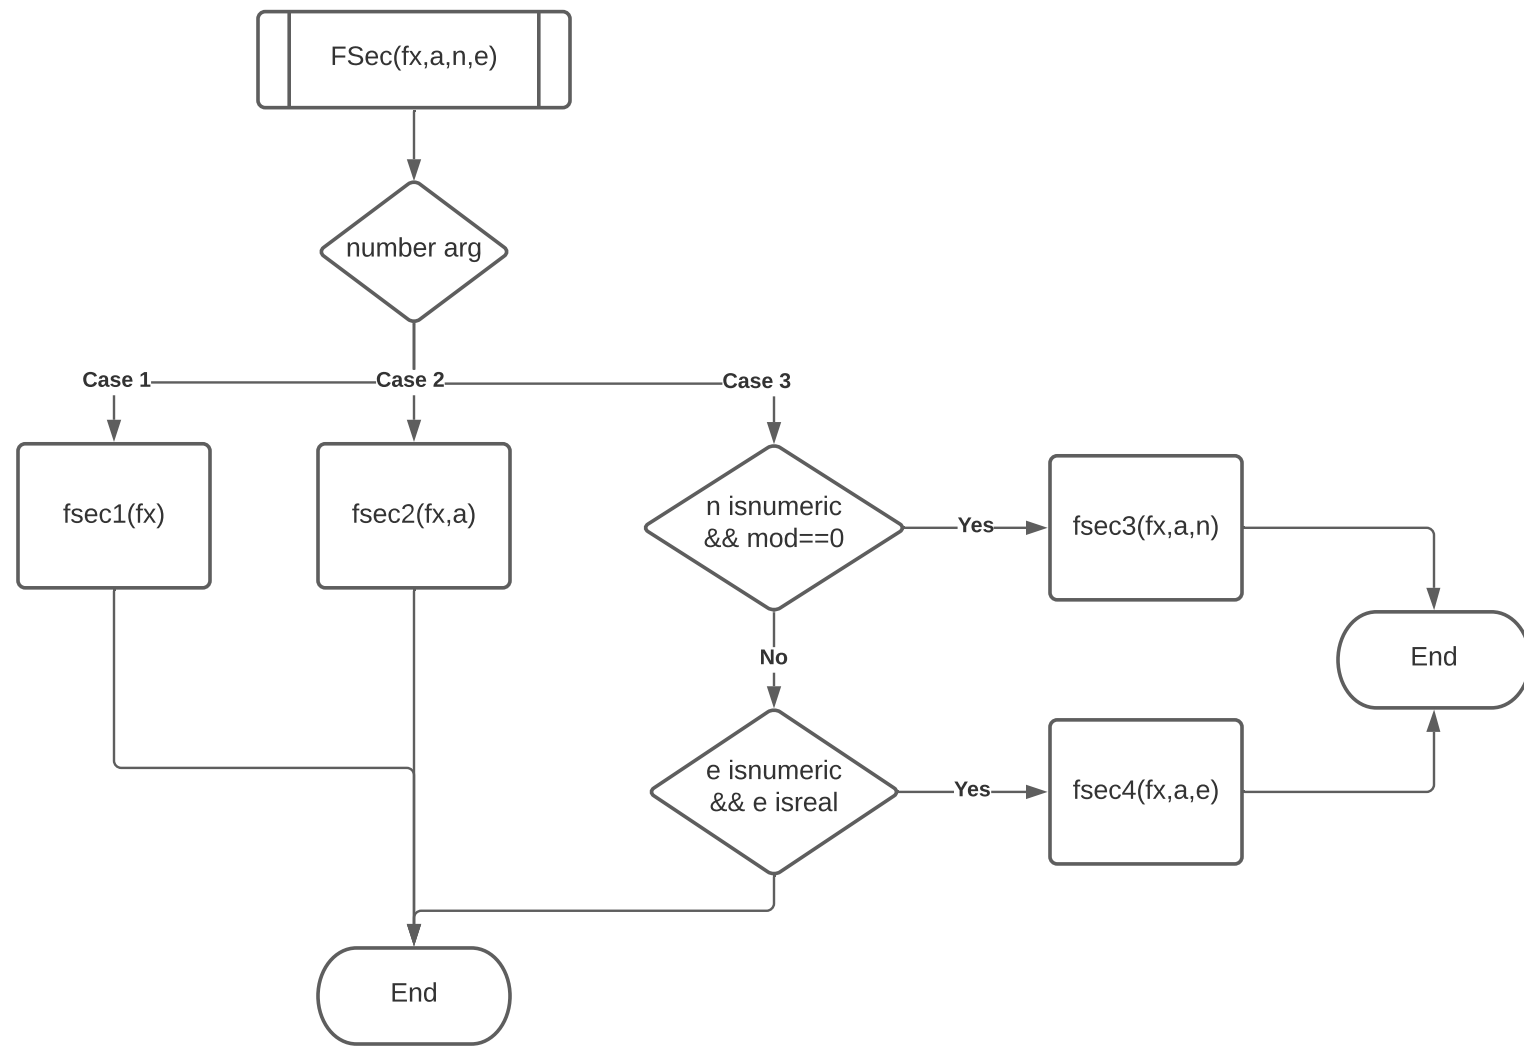 FSec(fx,a,n,e)
number arg
Case 1
Case 2
Case 3
fsec1(fx)
fsec2(fx,a)
n isnumeric
&& mod==0
Yes
fsec3(fx,a,n)
No
End
e isnumeric
&& e isreal
Yes
fsec4(fx,a,e)
End